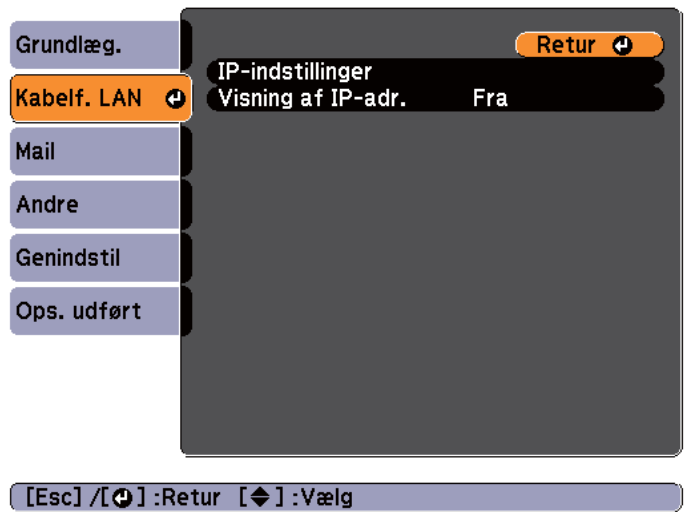 Grundlæg.
Kabelf. LAN
Mail
Andre
Genindstil
Ops. udført
Retur
IP-indstillinger
Visning af IP-adr. Fra
[Esc] /[⏎] :Retur [◆] :Vælg